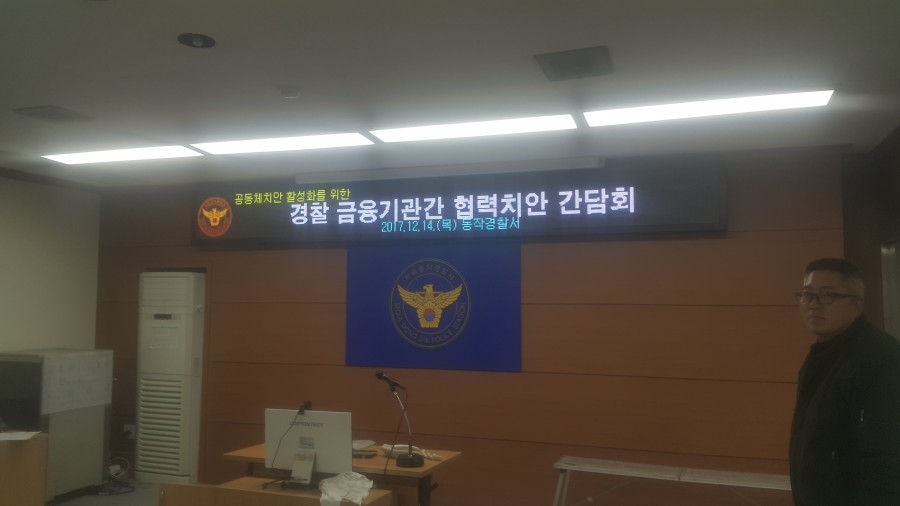 공동체치안 활성화를 위한
경찰 금융기관간 협력치안 간담회
2017.12.14.(목) 동작경찰서